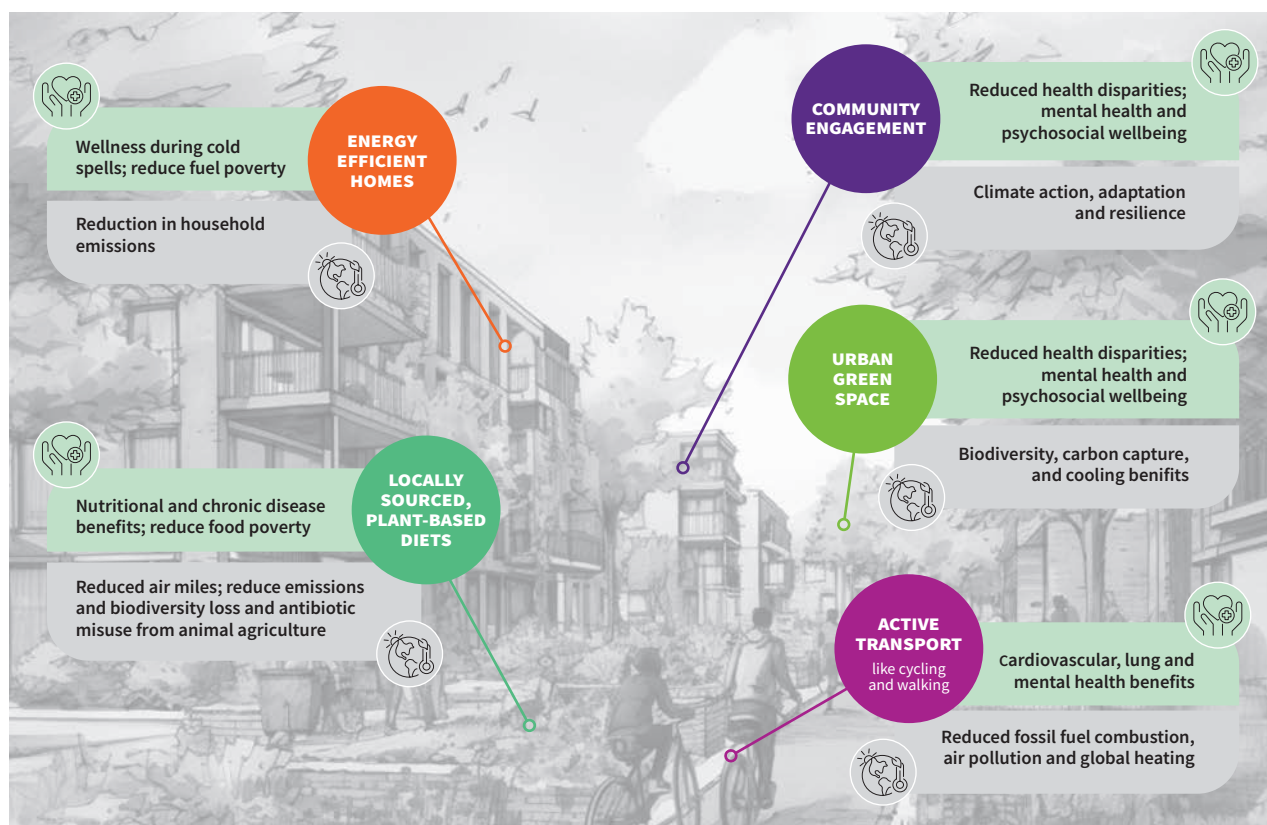 ENERGY
EFFICIENT
HOMES
Wellness during cold
spells; reduce fuel poverty
Reduction in household
emissions
LOCALLY
SOURCED,
PLANT-BASED
DIETS
Nutritional and chronic disease
benefits; reduce food poverty
Reduced air miles; reduce emissions
and biodiversity loss and antibiotic
misuse from animal agriculture
COMMUNITY
ENGAGEMENT
Reduced health disparities;
mental health and
psychosocial wellbeing
Climate action, adaptation
and resilience
URBAN
GREEN
SPACE
Reduced health disparities;
mental health and
psychosocial wellbeing
Biodiversity, carbon capture,
and cooling benifits
ACTIVE
TRANSPORT
like cycling
and walking
Cardiovascular, lung and
mental health benefits
Reduced fossil fuel combustion,
air pollution and global heating